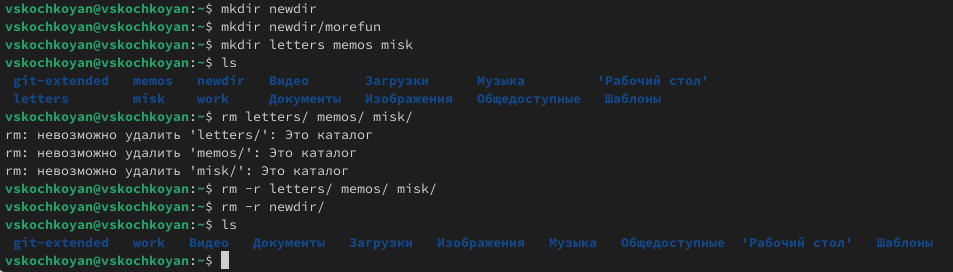 vskochkoyan@vskochkoyan:~$ mkdir newdir
vskochkoyan@vskochkoyan:~$ mkdir newdir/morefun
vskochkoyan@vskochkoyan:~$ mkdir letters memos misk
vskochkoyan@vskochkoyan:~$ ls
git-extended memos newdir Видео Загрузки Музыка 'Рабочий стол'
letters misk work Документы Изображения Общедоступные Шаблоны
vskochkoyan@vskochkoyan:~$ rm letters/ memos/ misk/
rm: невозможно удалить 'letters/': Это каталог
rm: невозможно удалить 'memos/': Это каталог
rm: невозможно удалить 'misk/': Это каталог
vskochkoyan@vskochkoyan:~$ rm -r letters/ memos/ misk/
vskochkoyan@vskochkoyan:~$ rm -r newdir/
vskochkoyan@vskochkoyan:~$ ls
git-extended work Видео Документы Загрузки Изображения Музыка Общедоступные 'Рабочий стол' Шаблоны
vskochkoyan@vskochkoyan:~$